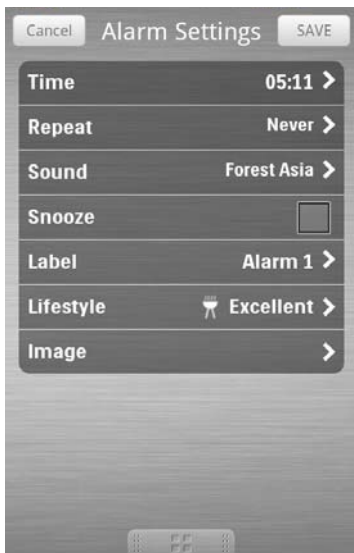 Cancel Alarm Settings SAVE
Time 05:11
Repeat Never
Sound Forest Asia
Snooze
Label Alarm 1
Lifestyle Excellent
Image